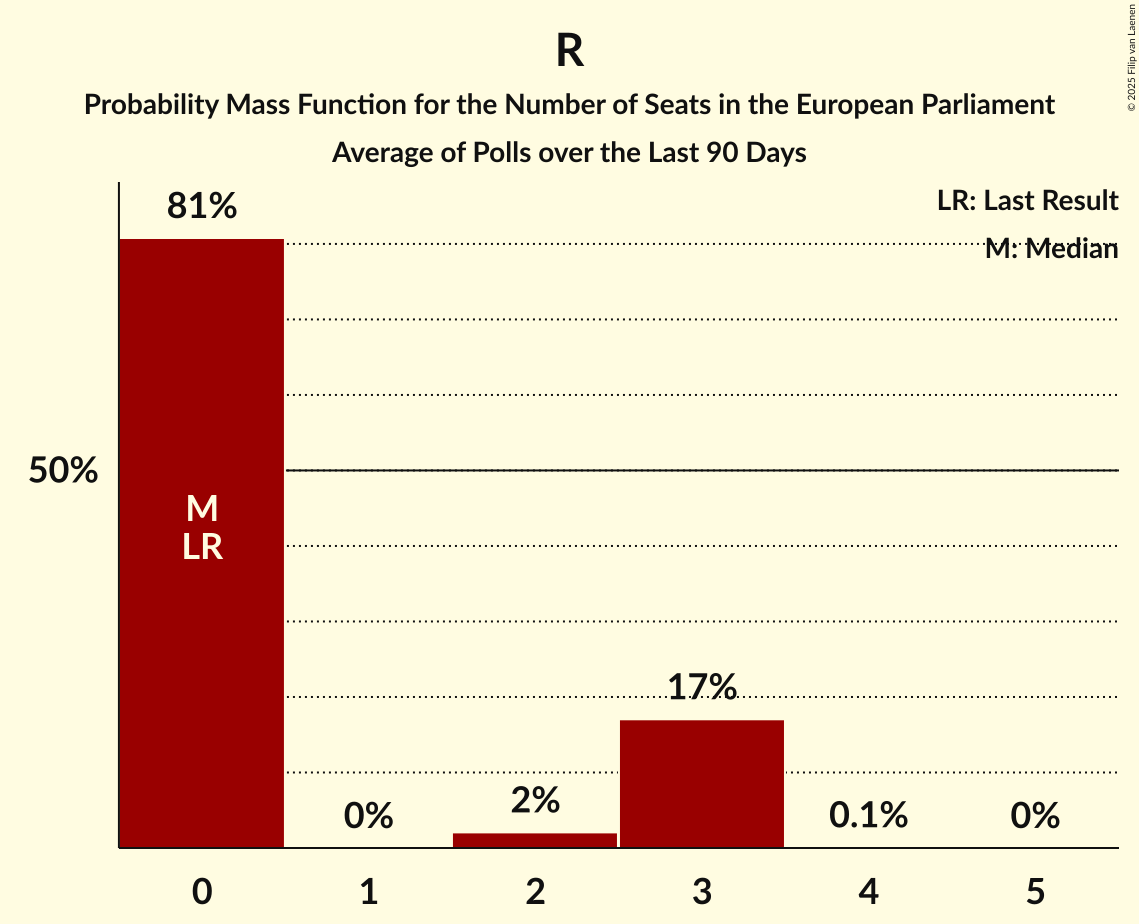 R
Probability Mass Function for the Number of Seats in the European Parliament
Average of Polls over the Last 90 Days
© 2025 Filip van Laenen
LR: Last Result
M: Median
81%
50%
M
LR
17%
0%
2%
0.1%
0%
0 1 2 3 4 5